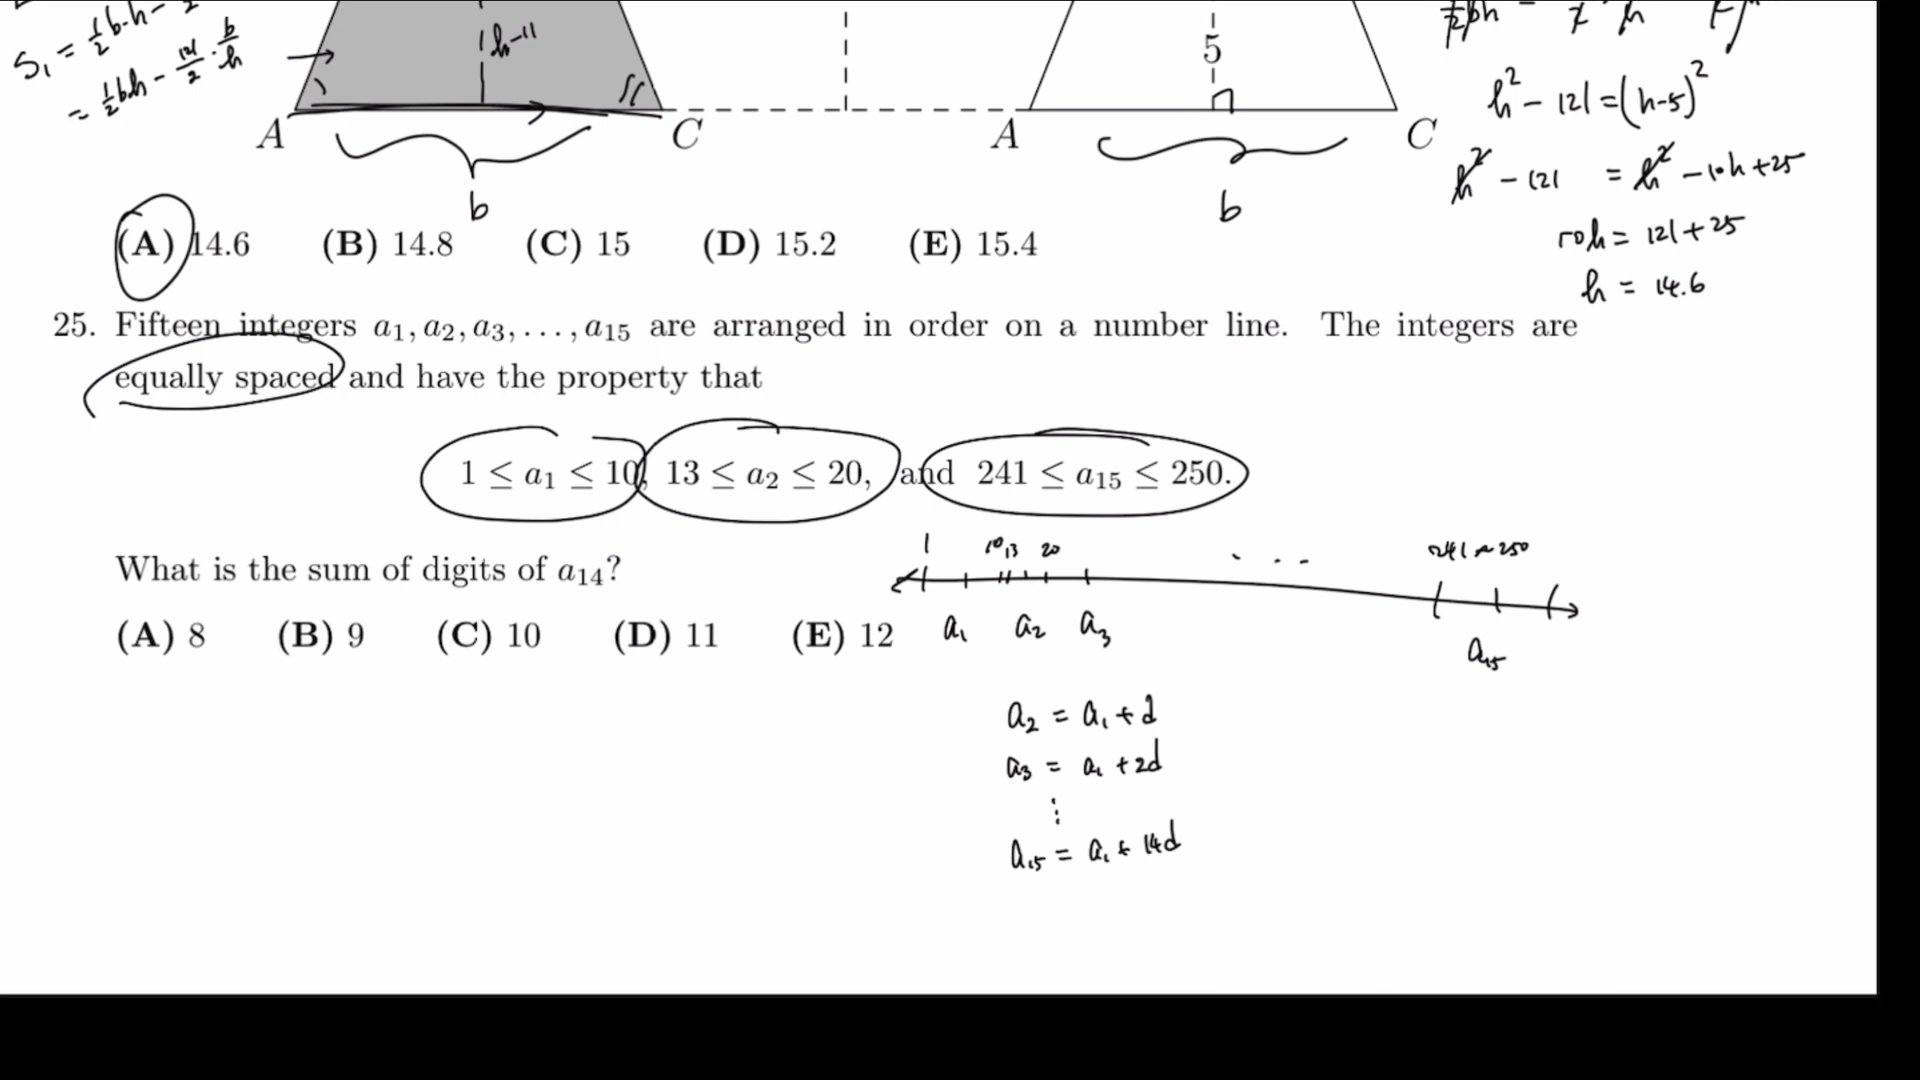 S₁ = ½b·h −
= ½bh − 121/2 · b/h
h−11
5
A C A C
b b
h² − 121 = (h−5)²
h² − 121 = h² − 10h + 25
10h = 121 + 25
h = 14.6
(A) 14.6 (B) 14.8 (C) 15 (D) 15.2 (E) 15.4
25. Fifteen integers a₁, a₂, a₃, . . . , a₁₅ are arranged in order on a number line. The integers are
equally spaced and have the property that
1 ≤ a₁ ≤ 10, 13 ≤ a₂ ≤ 20, and 241 ≤ a₁₅ ≤ 250.
What is the sum of digits of a₁₄?
(A) 8 (B) 9 (C) 10 (D) 11 (E) 12
1 10 13 20 . . . 241 ~ 250
a₁ a₂ a₃ a₁₅
a₂ = a₁ + d
a₃ = a₁ + 2d
⋮
a₁₅ = a₁ + 14d